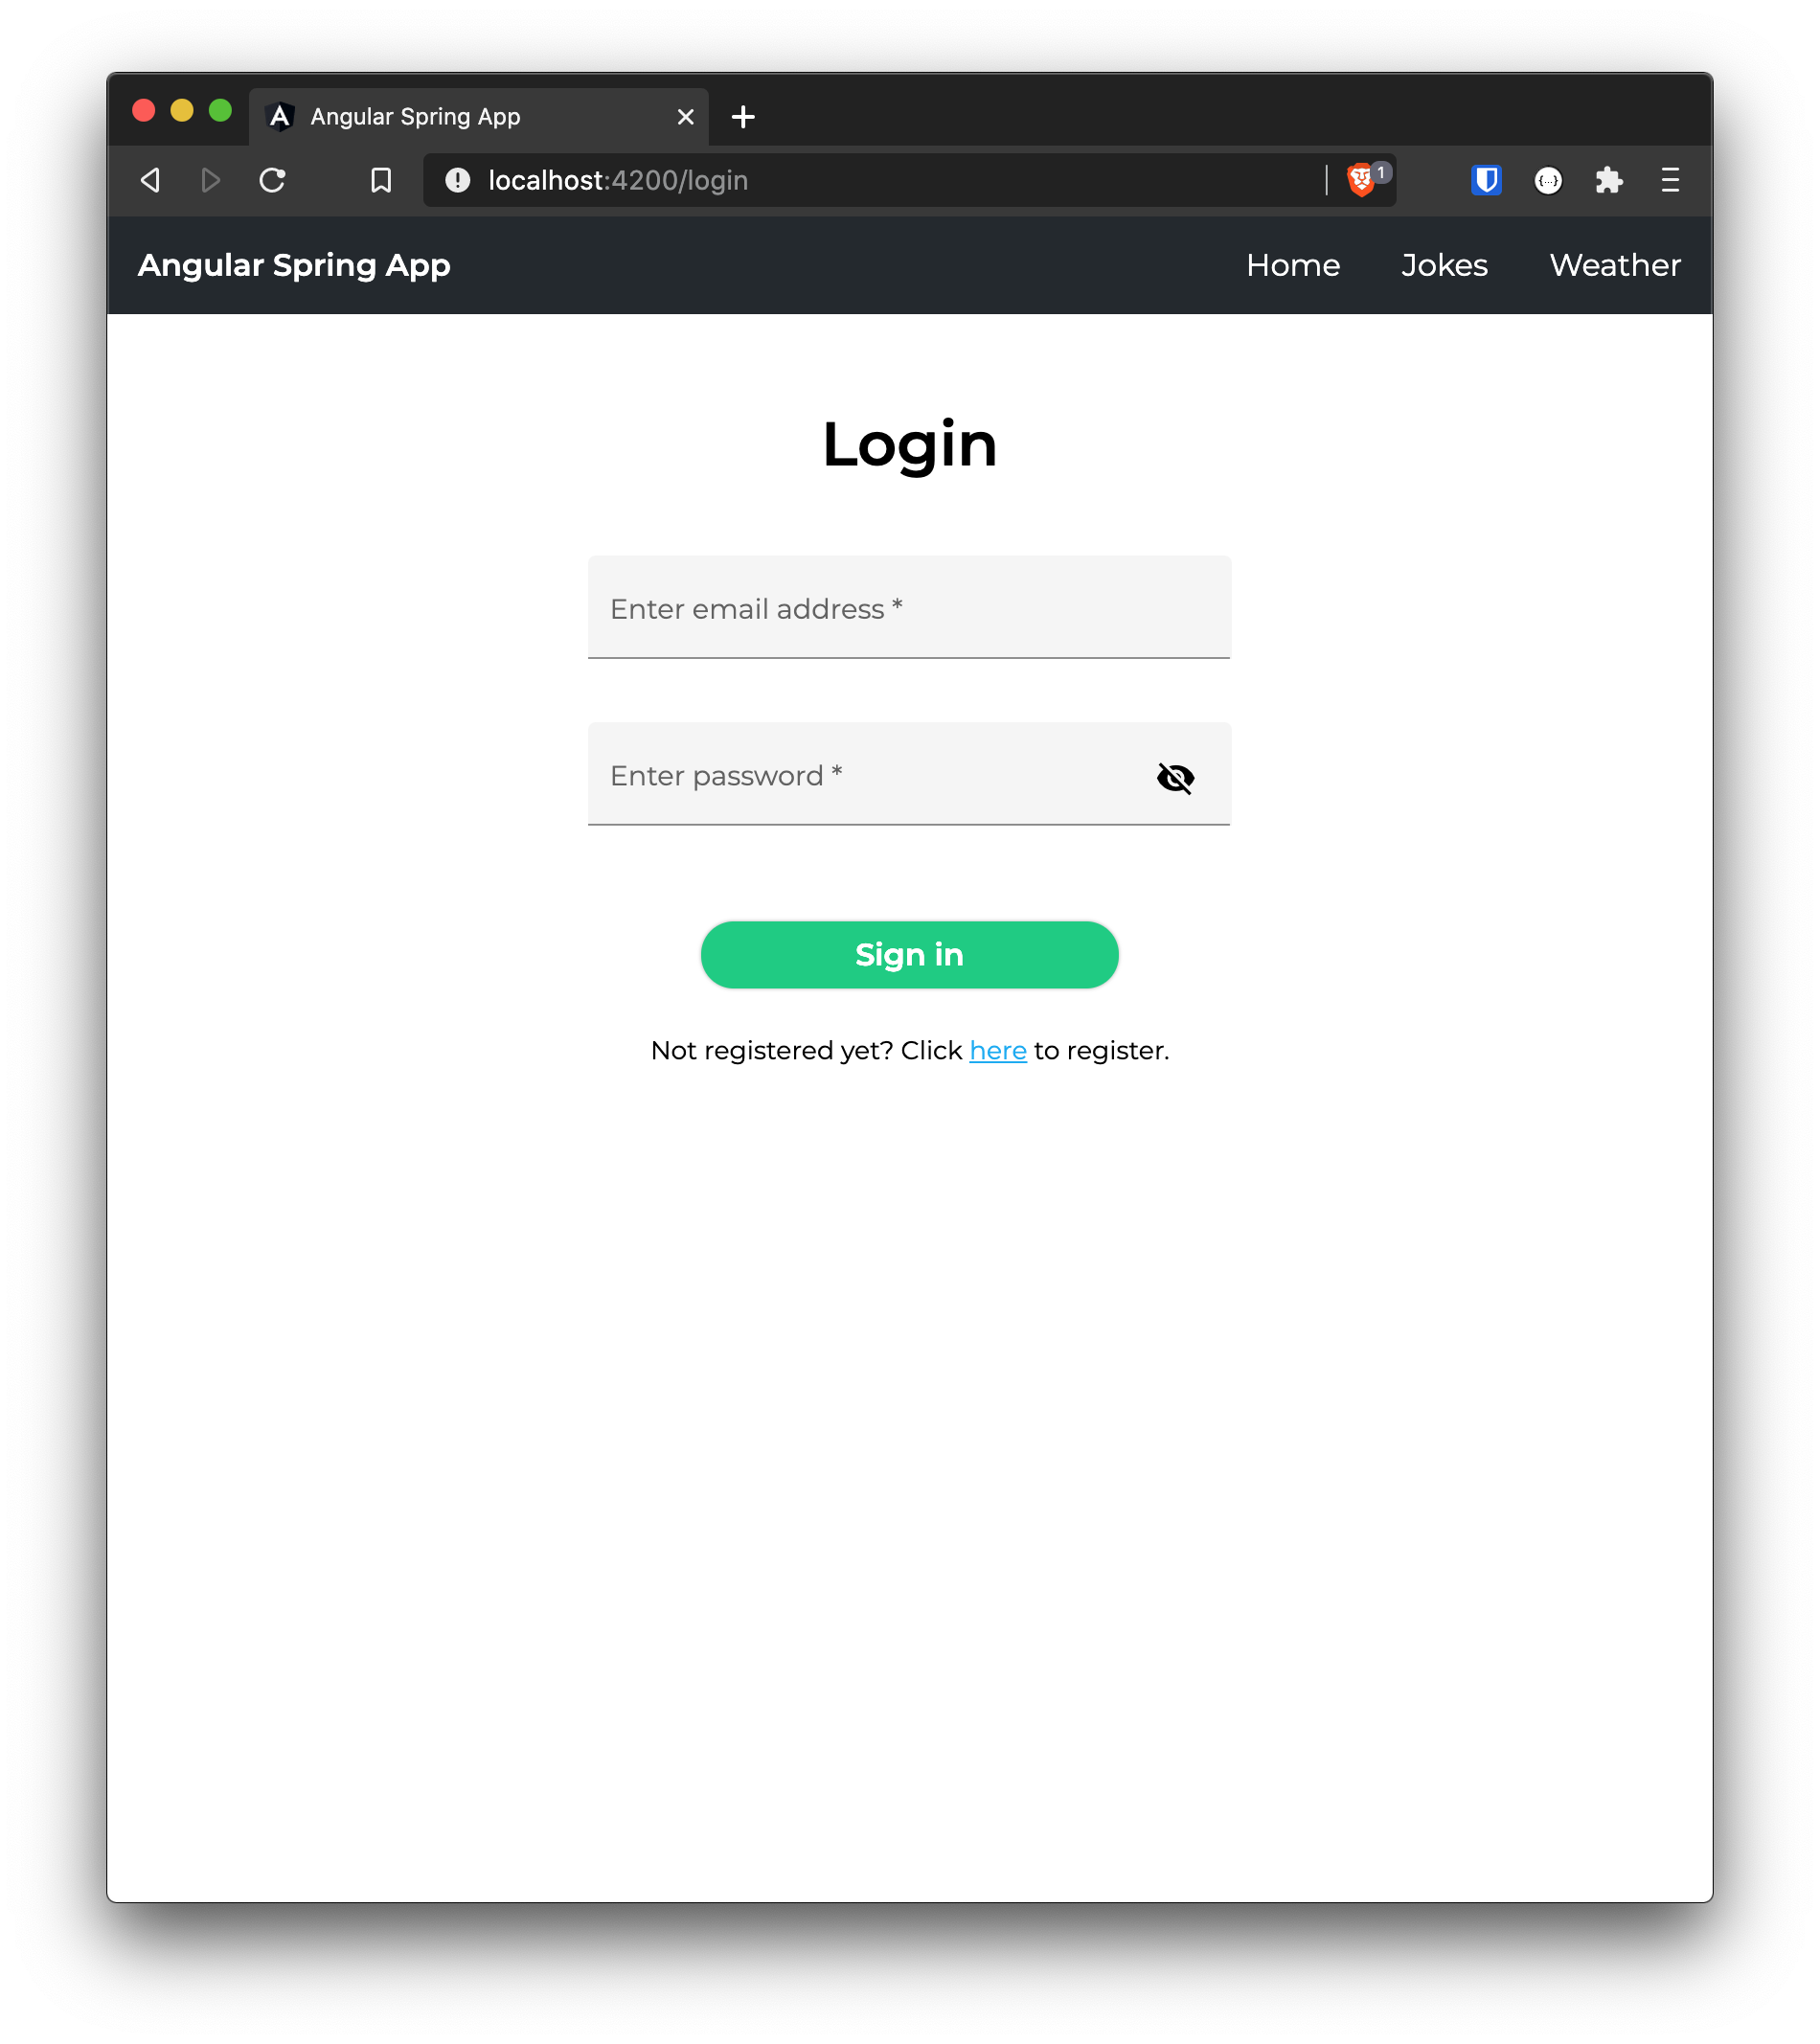 Angular Spring App
localhost:4200/login
1
Angular Spring App Home Jokes Weather
Login
Enter email address *
Enter password *
Sign in
Not registered yet? Click here to register.